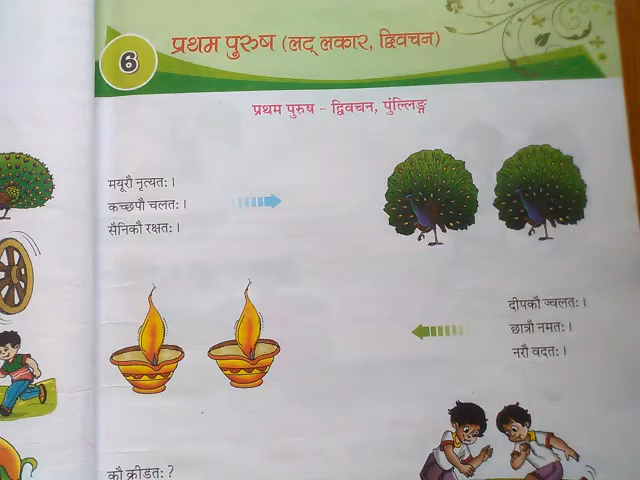 6
प्रथम पुरुष (लट् लकार, द्विवचन)
प्रथम पुरुष - द्विवचन, पुंल्लिङ्ग
मयूरौ नृत्यतः।
कच्छपौ चलतः।
सैनिकौ रक्षतः।
दीपकौ ज्वलतः।
छात्रौ नमतः।
नरौ वदतः।
कौ क्रीडतः ?